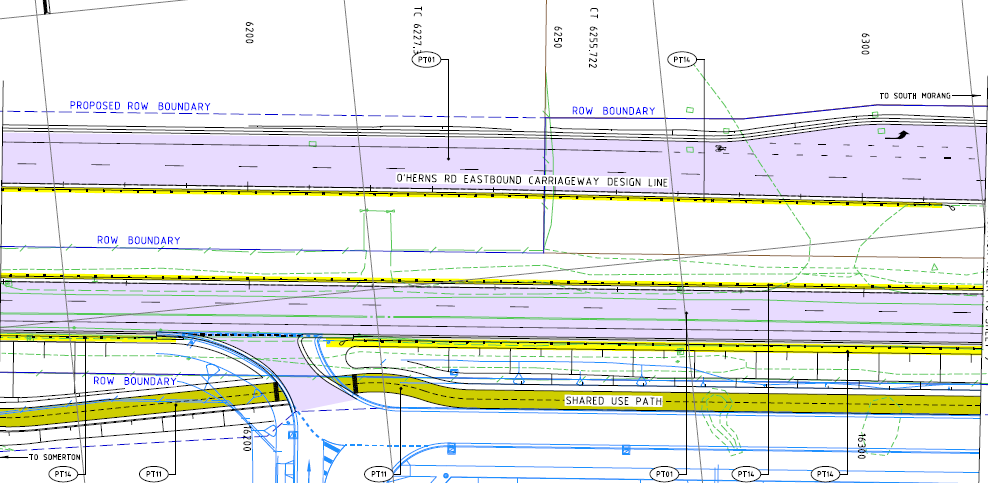 6200
TC 6227.
6250
CT 6255.722
6300
PT01
PT14
TO SOUTH MORANG
PROPOSED ROW BOUNDARY
ROW BOUNDARY
O'HERNS RD EASTBOUND CARRIAGEWAY DESIGN LINE
ROW BOUNDARY
ROW BOUNDARY
SHARED USE PATH
16200
16300
TO SOMERTON
PT14
PT11
PT11
PT01
PT14
PT14